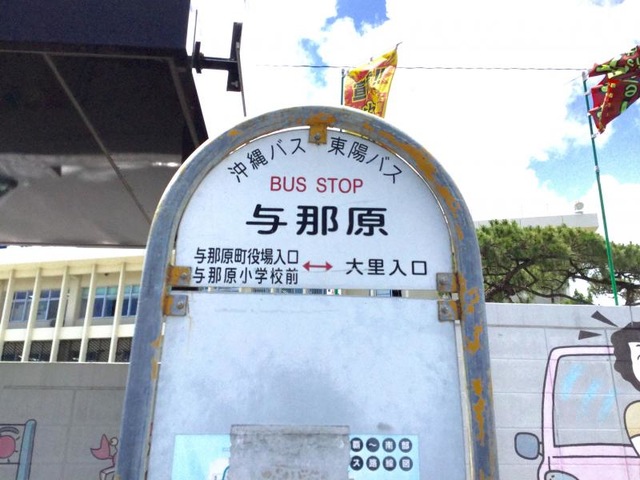 沖縄バス 東陽バス
BUS STOP
与那原
与那原町役場入口
与那原小学校前
↔
大里入口